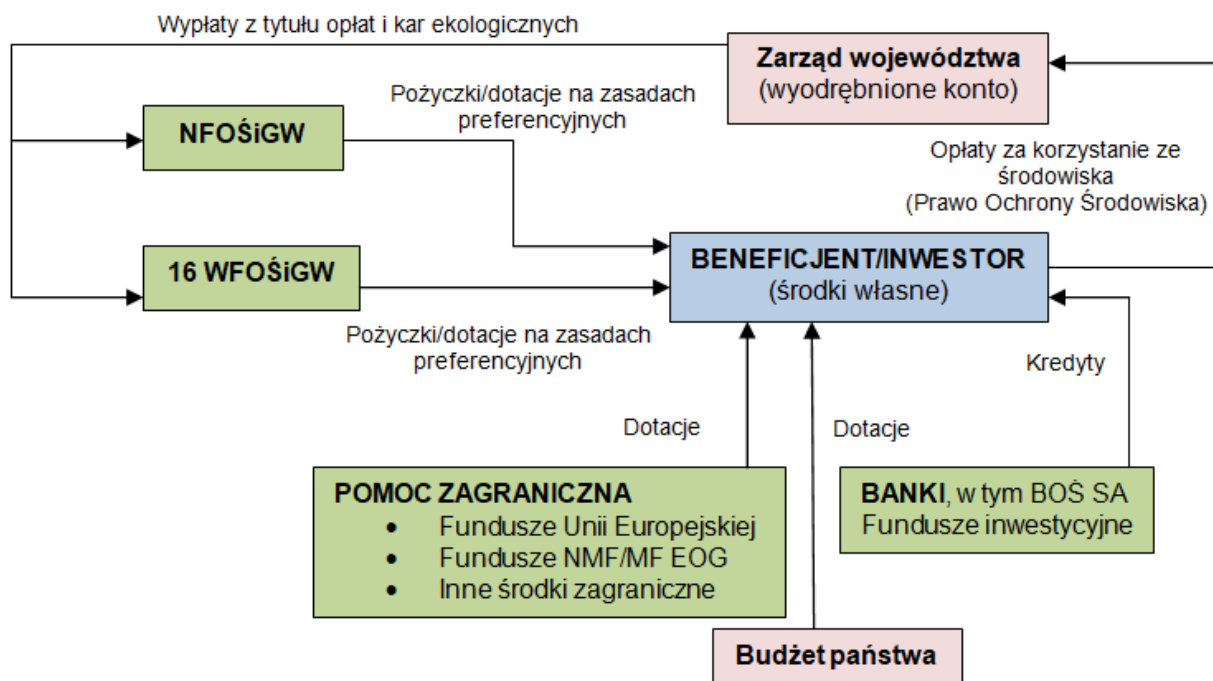 Wypłaty z tytułu opłat i kar ekologicznych
Zarząd województwa
(wyodrębnione konto)
Pożyczki/dotacje na zasadach
preferencyjnych
NFOŚiGW
Opłaty za korzystanie ze
środowiska
(Prawo Ochrony Środowiska)
16 WFOŚiGW
BENEFICJENT/INWESTOR
(środki własne)
Pożyczki/dotacje na zasadach
preferencyjnych
Kredyty
Dotacje
Dotacje
POMOC ZAGRANICZNA
• Fundusze Unii Europejskiej
• Fundusze NMF/MF EOG
• Inne środki zagraniczne
BANKI, w tym BOŚ SA
Fundusze inwestycyjne
Budżet państwa